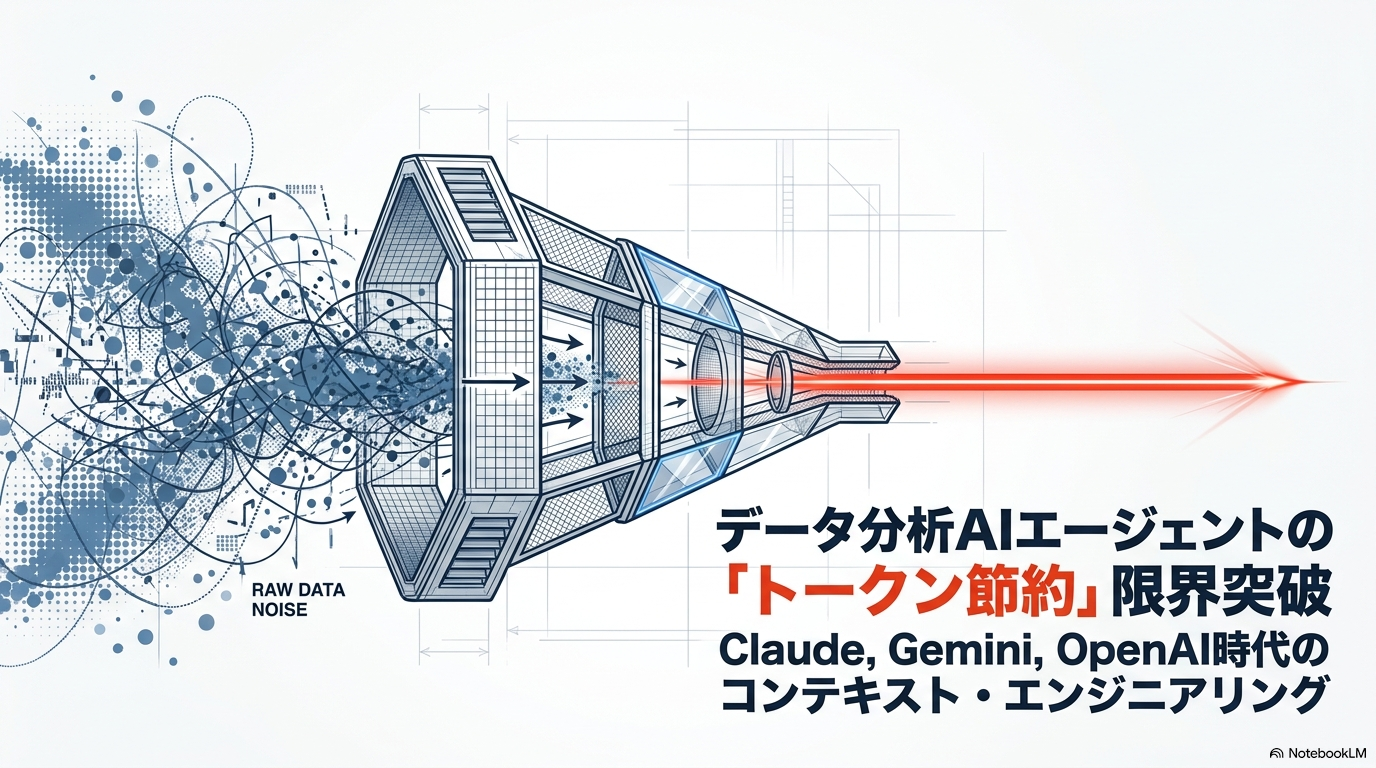 RAW DATA
NOISE
データ分析AIエージェントの
「トークン節約」限界突破
Claude, Gemini, OpenAI時代の
コンテキスト・エンジニアリング
NotebookLM